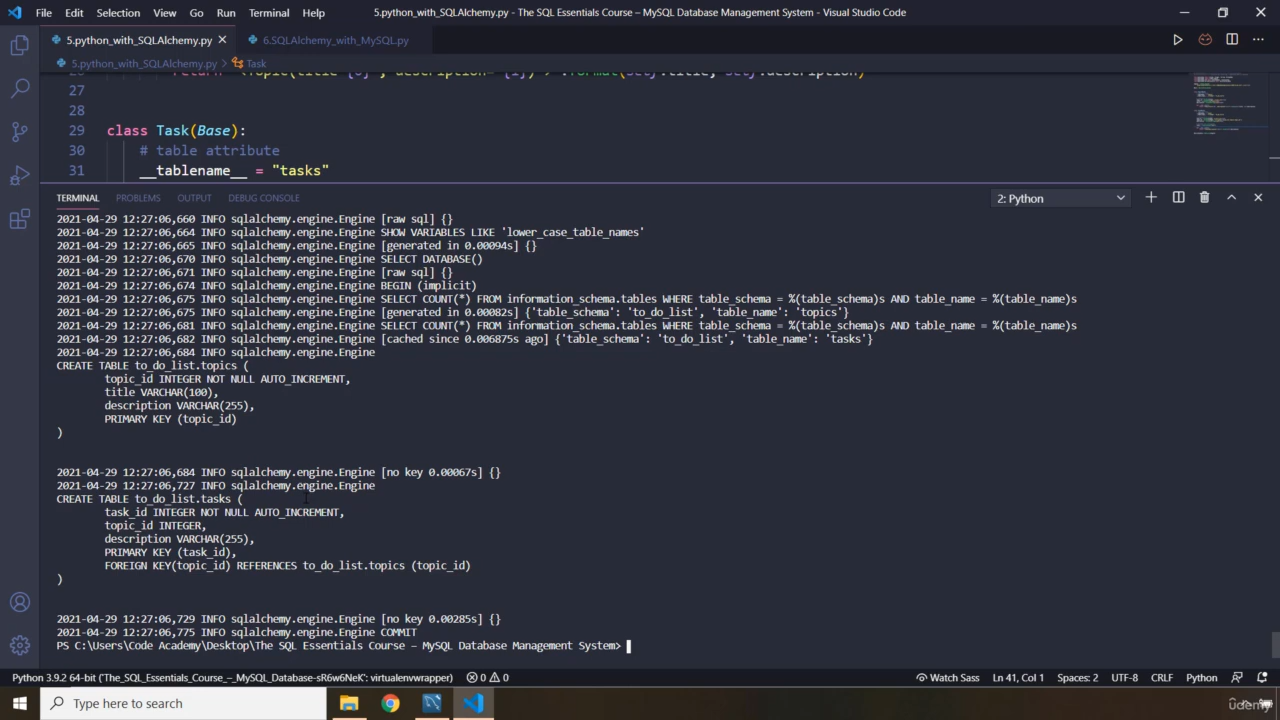 File Edit Selection View Go Run Terminal Help 5.python_with_SQLAlchemy.py - The SQL Essentials Course – MySQL Database Management System - Visual Studio Code
5.python_with_SQLAlchemy.py 6.SQLAlchemy_with_MySQL.py
5.python_with_SQLAlchemy.py > Task
27
28
29 class Task(Base):
30 # table attribute
31 __tablename__ = "tasks"
TERMINAL PROBLEMS OUTPUT DEBUG CONSOLE 2: Python
2021-04-29 12:27:06,660 INFO sqlalchemy.engine.Engine [raw sql] {}
2021-04-29 12:27:06,664 INFO sqlalchemy.engine.Engine SHOW VARIABLES LIKE 'lower_case_table_names'
2021-04-29 12:27:06,665 INFO sqlalchemy.engine.Engine [generated in 0.00094s] {}
2021-04-29 12:27:06,670 INFO sqlalchemy.engine.Engine SELECT DATABASE()
2021-04-29 12:27:06,671 INFO sqlalchemy.engine.Engine [raw sql] {}
2021-04-29 12:27:06,674 INFO sqlalchemy.engine.Engine BEGIN (implicit)
2021-04-29 12:27:06,675 INFO sqlalchemy.engine.Engine SELECT COUNT(*) FROM information_schema.tables WHERE table_schema = %(table_schema)s AND table_name = %(table_name)s
2021-04-29 12:27:06,675 INFO sqlalchemy.engine.Engine [generated in 0.00082s] {'table_schema': 'to_do_list', 'table_name': 'topics'}
2021-04-29 12:27:06,681 INFO sqlalchemy.engine.Engine SELECT COUNT(*) FROM information_schema.tables WHERE table_schema = %(table_schema)s AND table_name = %(table_name)s
2021-04-29 12:27:06,682 INFO sqlalchemy.engine.Engine [cached since 0.006875s ago] {'table_schema': 'to_do_list', 'table_name': 'tasks'}
2021-04-29 12:27:06,684 INFO sqlalchemy.engine.Engine
CREATE TABLE to_do_list.topics (
topic_id INTEGER NOT NULL AUTO_INCREMENT,
title VARCHAR(100),
description VARCHAR(255),
PRIMARY KEY (topic_id)
)
2021-04-29 12:27:06,684 INFO sqlalchemy.engine.Engine [no key 0.00067s] {}
2021-04-29 12:27:06,727 INFO sqlalchemy.engine.Engine
CREATE TABLE to_do_list.tasks (
task_id INTEGER NOT NULL AUTO_INCREMENT,
topic_id INTEGER,
description VARCHAR(255),
PRIMARY KEY (task_id),
FOREIGN KEY(topic_id) REFERENCES to_do_list.topics (topic_id)
)
2021-04-29 12:27:06,729 INFO sqlalchemy.engine.Engine [no key 0.00285s] {}
2021-04-29 12:27:06,775 INFO sqlalchemy.engine.Engine COMMIT
PS C:\Users\Code Academy\Desktop\The SQL Essentials Course – MySQL Database Management System>
Python 3.9.2 64-bit ('The_SQL_Essentials_Course_–_MySQL_Database-sR6w6NeK': virtualenvwrapper) 0 0 Watch Sass Ln 41, Col 1 Spaces: 2 UTF-8 CRLF Python
Type here to search
udemy